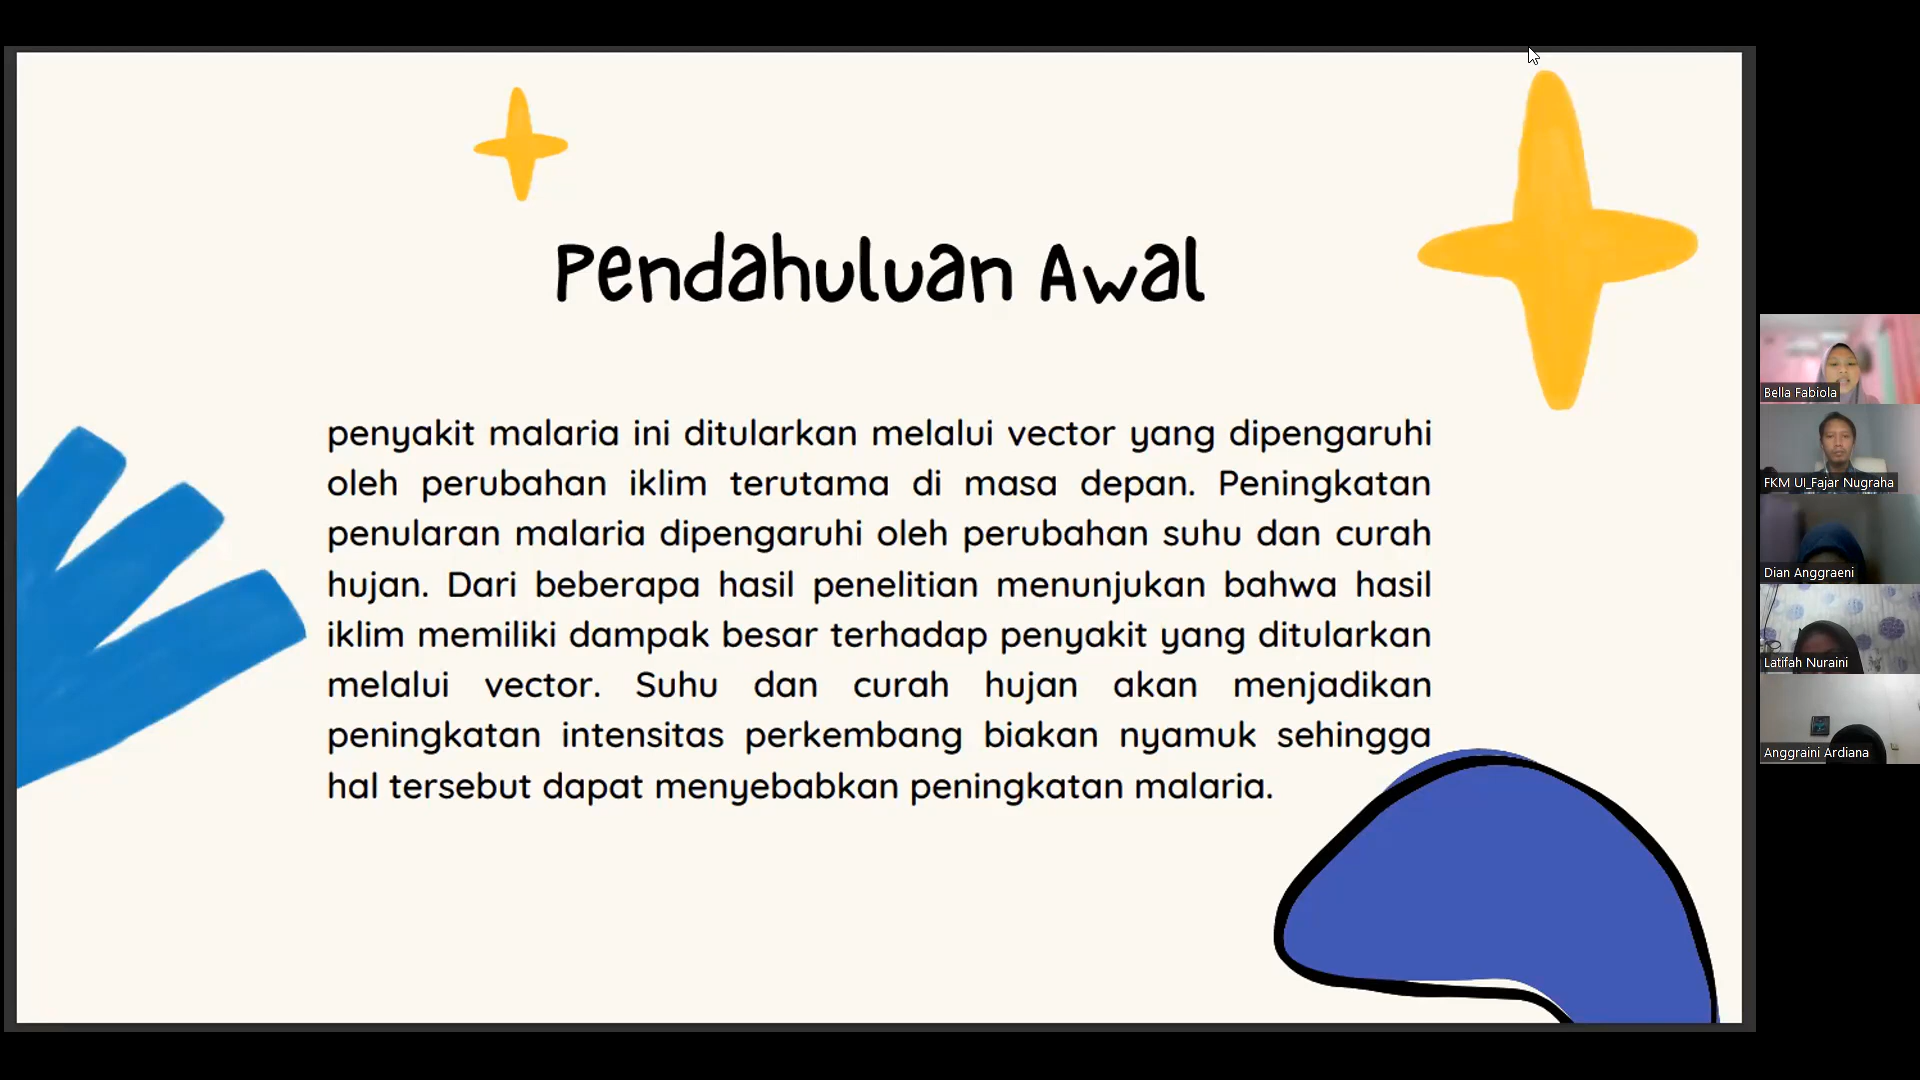 Pendahuluan Awal
penyakit malaria ini ditularkan melalui vector yang dipengaruhi
oleh perubahan iklim terutama di masa depan. Peningkatan
penularan malaria dipengaruhi oleh perubahan suhu dan curah
hujan. Dari beberapa hasil penelitian menunjukan bahwa hasil
iklim memiliki dampak besar terhadap penyakit yang ditularkan
melalui vector. Suhu dan curah hujan akan menjadikan
peningkatan intensitas perkembang biakan nyamuk sehingga
hal tersebut dapat menyebabkan peningkatan malaria.
Bella Fabiola
FKM UI_Fajar Nugraha
Dian Anggraeni
Latifah Nuraini
Anggraini Ardiana